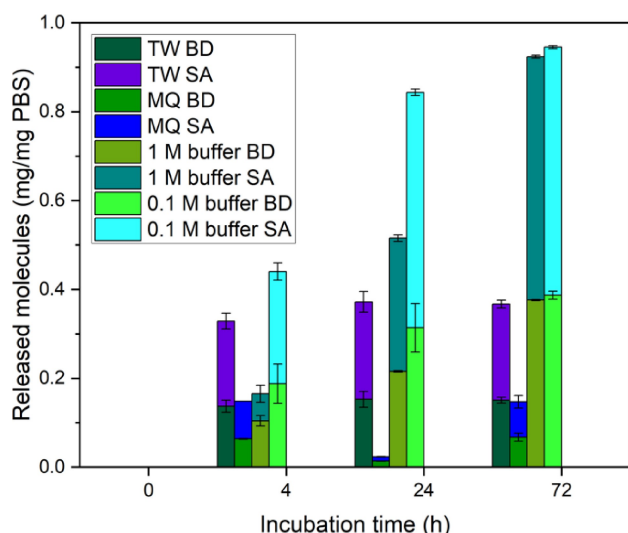 1.0
0.8
0.6
0.4
0.2
0.0
Released molecules (mg/mg PBS)
TW BD
TW SA
MQ BD
MQ SA
1 M buffer BD
1 M buffer SA
0.1 M buffer BD
0.1 M buffer SA
0 4 24 72
Incubation time (h)